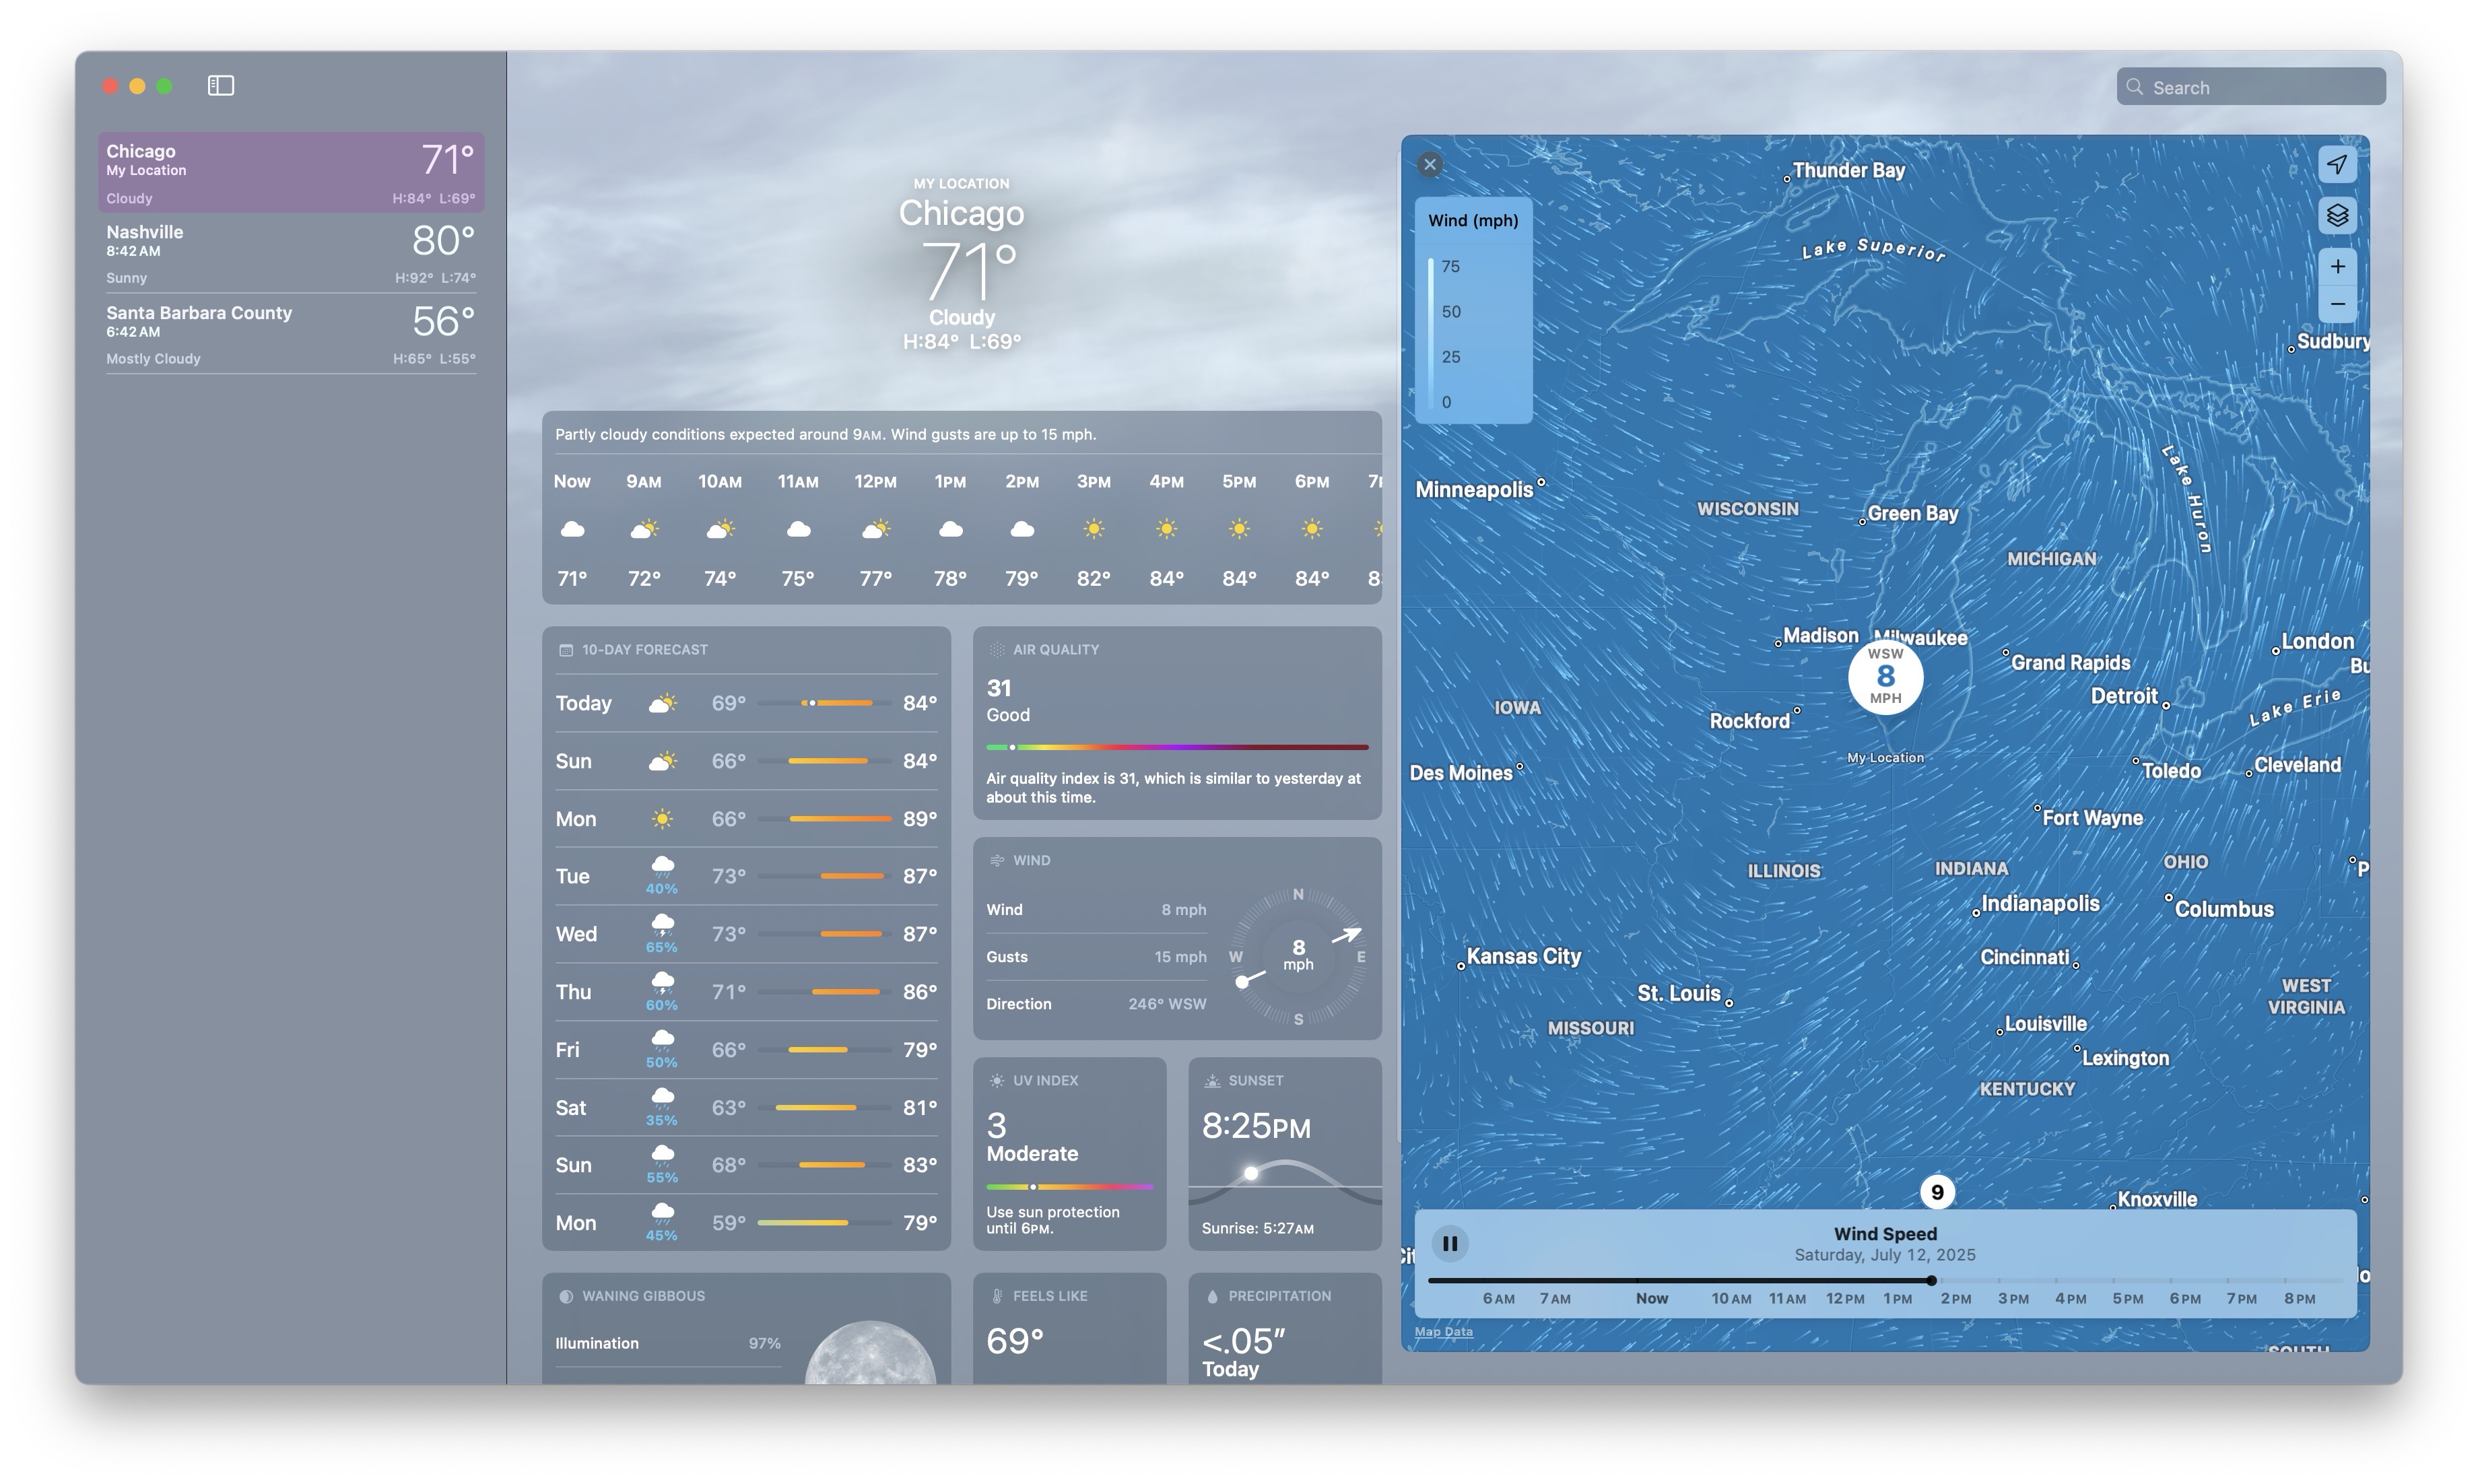 Search
Chicago
My Location
71°
Cloudy
H:84° L:69°
Nashville
8:42 AM
80°
Sunny
H:92° L:74°
Santa Barbara County
6:42 AM
56°
Mostly Cloudy
H:65° L:55°
MY LOCATION
Chicago
71°
Cloudy
H:84° L:69°
Partly cloudy conditions expected around 9AM. Wind gusts are up to 15 mph.
Now 9AM 10AM 11AM 12PM 1PM 2PM 3PM 4PM 5PM 6PM
71° 72° 74° 75° 77° 78° 79° 82° 84° 84° 84°
10-DAY FORECAST
Today 69° 84°
Sun 66° 84°
Mon 66° 89°
Tue 40% 73° 87°
Wed 65% 73° 87°
Thu 60% 71° 86°
Fri 50% 66° 79°
Sat 35% 63° 81°
Sun 55% 68° 83°
Mon 45% 59° 79°
AIR QUALITY
31
Good
Air quality index is 31, which is similar to yesterday at
about this time.
WIND
Wind 8 mph
Gusts 15 mph
Direction 246° WSW
N
W
E
S
8
mph
UV INDEX
3
Moderate
Use sun protection
until 6PM.
SUNSET
8:25PM
Sunrise: 5:27AM
WANING GIBBOUS
Illumination 97%
FEELS LIKE
69°
PRECIPITATION
<.05″
Today
Wind (mph)
75
50
25
0
Thunder Bay
Lake Superior
Sudbury
Lake Huron
Minneapolis
WISCONSIN
Green Bay
MICHIGAN
Madison
Milwaukee
London
Grand Rapids
WSW
8
MPH
Detroit
Lake Erie
IOWA
Rockford
My Location
Des Moines
Toledo
Cleveland
Fort Wayne
ILLINOIS
INDIANA
OHIO
Indianapolis
Columbus
Kansas City
Cincinnati
St. Louis
WEST
VIRGINIA
MISSOURI
Louisville
Lexington
KENTUCKY
9
Knoxville
Wind Speed
Saturday, July 12, 2025
6 AM 7 AM Now 10 AM 11 AM 12 PM 1 PM 2 PM 3 PM 4 PM 5 PM 6 PM 7 PM 8 PM
Map Data